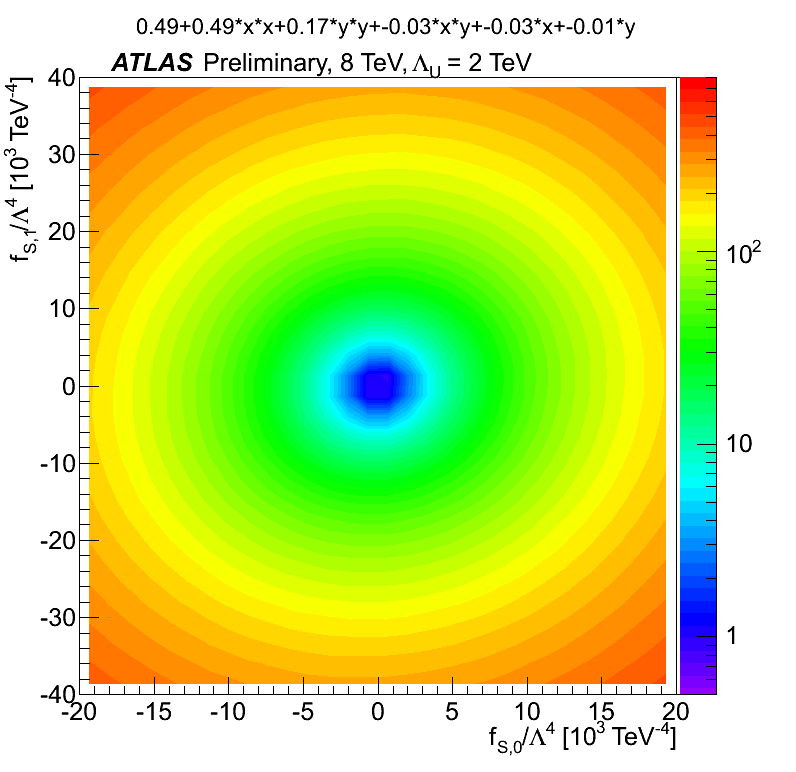 0.49+0.49*x*x+0.17*y*y+-0.03*x*y+-0.03*x+-0.01*y
ATLAS Preliminary, 8 TeV, Λ_U = 2 TeV
f_S,1/Λ^4 [10^3 TeV^-4]
40
30
20
10
0
-10
-20
-30
-40
-20 -15 -10 -5 0 5 10 15 20
f_S,0/Λ^4 [10^3 TeV^-4]
10^2
10
1